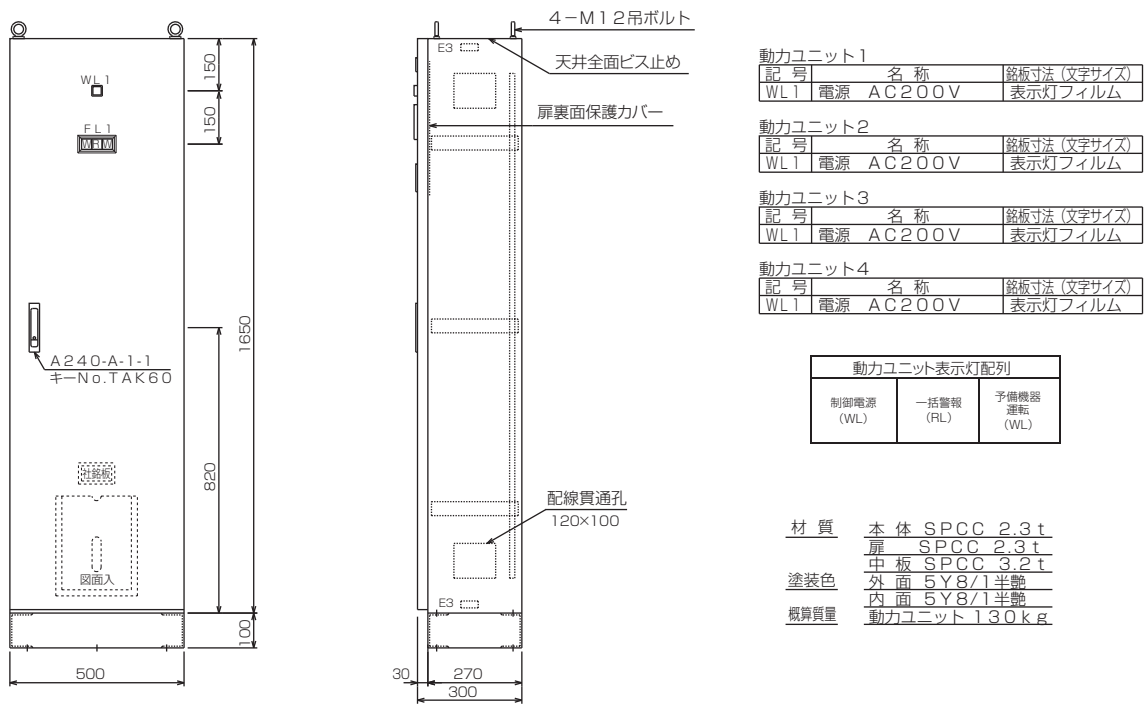 4－M12吊ボルト
E3
天井全面ビス止め
扉裏面保護カバー
WL1
FL1
W R W
150
150
1650
820
100
A240-A-1-1
キーNo.TAK60
社銘板
図面入
500
配線貫通孔
120×100
E3
30
270
300
動力ユニット1
記 号 名 称 銘板寸法（文字サイズ）
WL1 電源 AC200V 表示灯フィルム
動力ユニット2
記 号 名 称 銘板寸法（文字サイズ）
WL1 電源 AC200V 表示灯フィルム
動力ユニット3
記 号 名 称 銘板寸法（文字サイズ）
WL1 電源 AC200V 表示灯フィルム
動力ユニット4
記 号 名 称 銘板寸法（文字サイズ）
WL1 電源 AC200V 表示灯フィルム
動力ユニット表示灯配列
制御電源
(WL)
一括警報
(RL)
予備機器
運転
(WL)
材 質 本 体 SPCC 2.3t
扉 SPCC 2.3t
中 板 SPCC 3.2t
塗装色 外 面 5Y8/1半艶
内 面 5Y8/1半艶
概算質量 動力ユニット 130kg